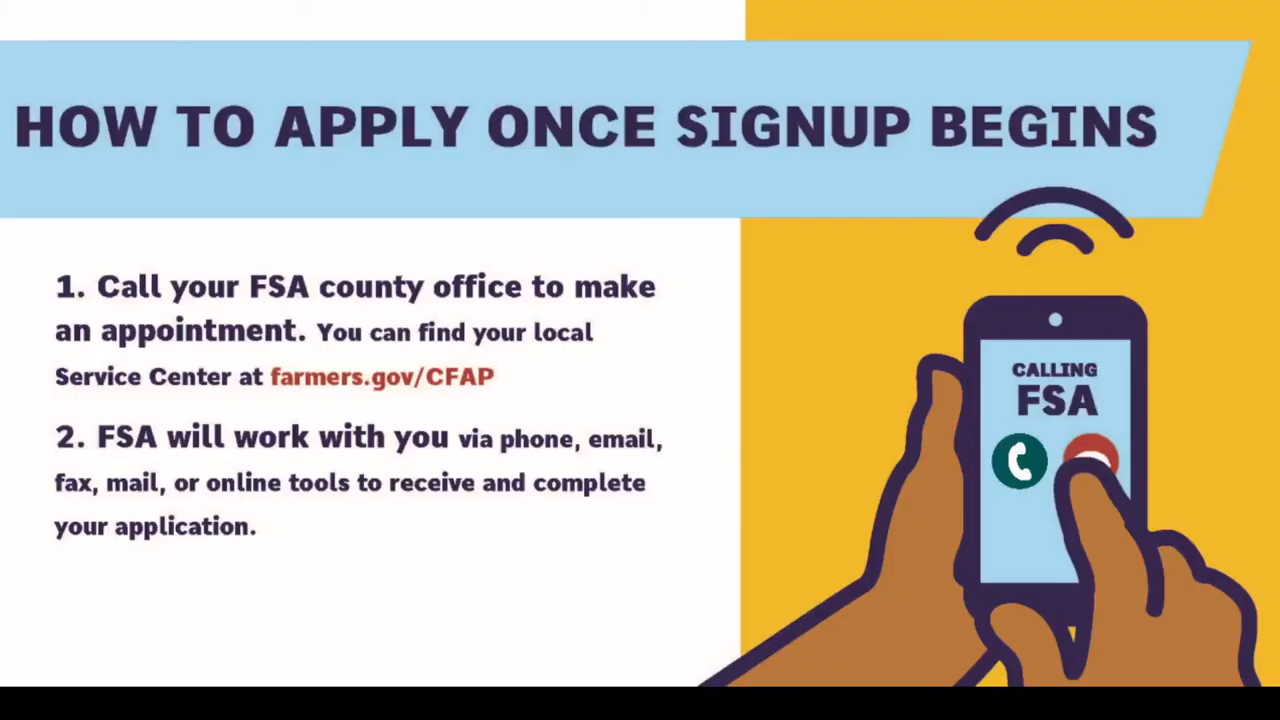 HOW TO APPLY ONCE SIGNUP BEGINS
1. Call your FSA county office to make
an appointment. You can find your local
Service Center at farmers.gov/CFAP
2. FSA will work with you via phone, email,
fax, mail, or online tools to receive and complete
your application.
CALLING
FSA